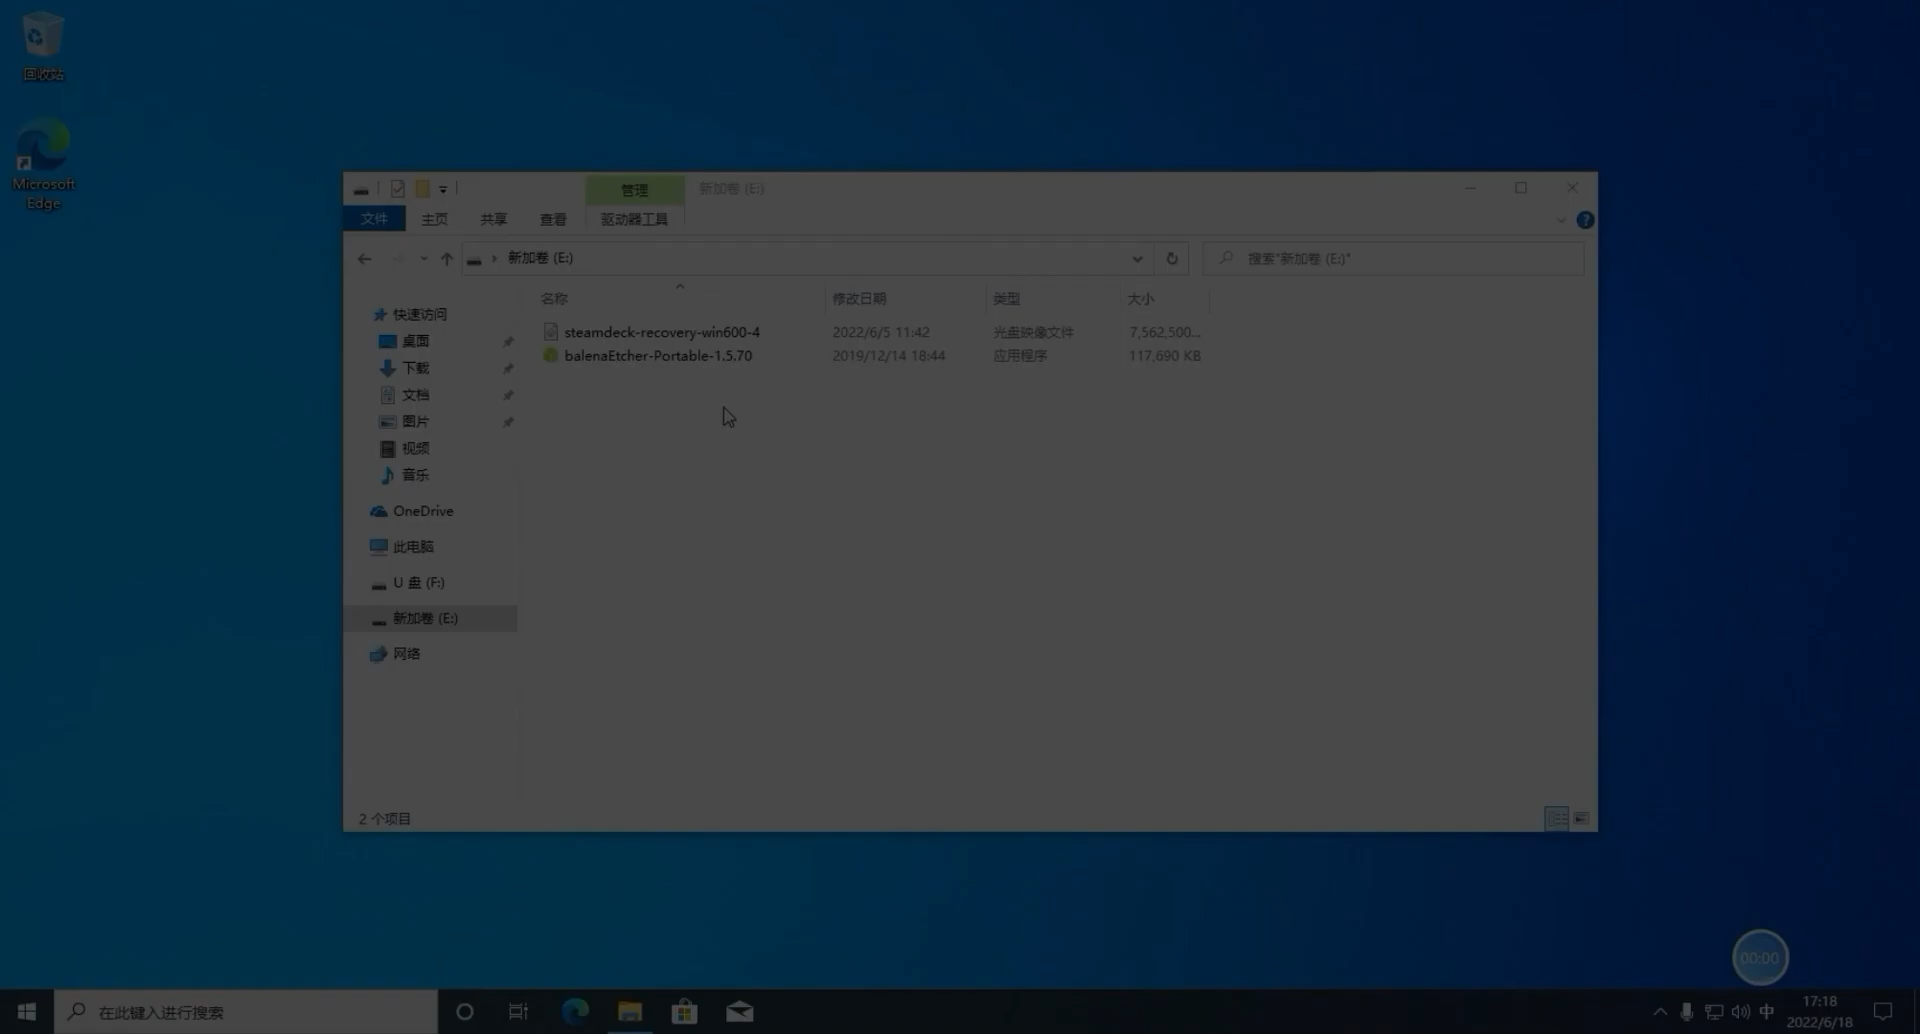 回收站
Microsoft
Edge
管理
新加卷 (E:)
文件
主页
共享
查看
驱动器工具
新加卷 (E:)
搜索"新加卷 (E:)"
名称
修改日期
类型
大小
steamdeck-recovery-win600-4
2022/6/5 11:42
光盘映像文件
7,562,500...
balenaEtcher-Portable-1.5.70
2019/12/14 18:44
应用程序
117,690 KB
快速访问
桌面
下载
文档
图片
视频
音乐
OneDrive
此电脑
U 盘 (F:)
新加卷 (E:)
网络
2 个项目
00:00
在此键入进行搜索
中
17:18
2022/6/18